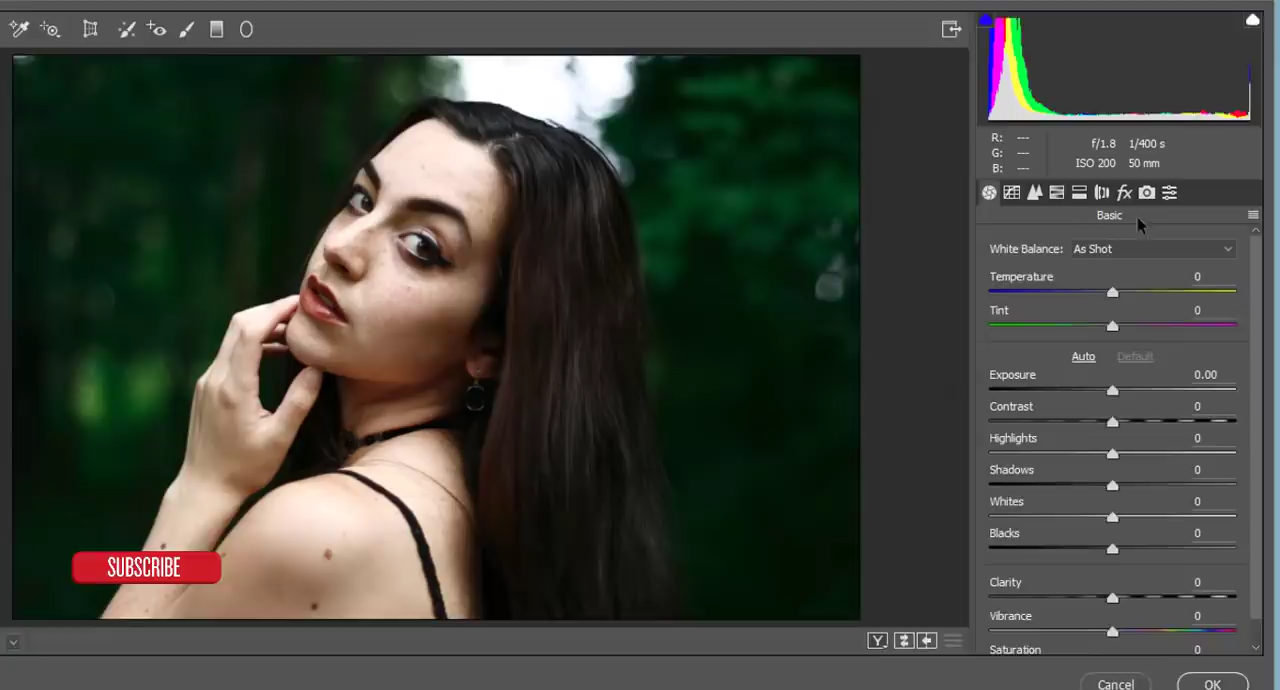 R: ---
G: ---
B: ---
f/1.8 1/400 s
ISO 200 50 mm
fx
Basic
White Balance: As Shot
Temperature 0
Tint 0
Auto Default
Exposure 0.00
Contrast 0
Highlights 0
Shadows 0
Whites 0
Blacks 0
Clarity 0
Vibrance 0
Saturation 0
SUBSCRIBE
Y
Cancel OK